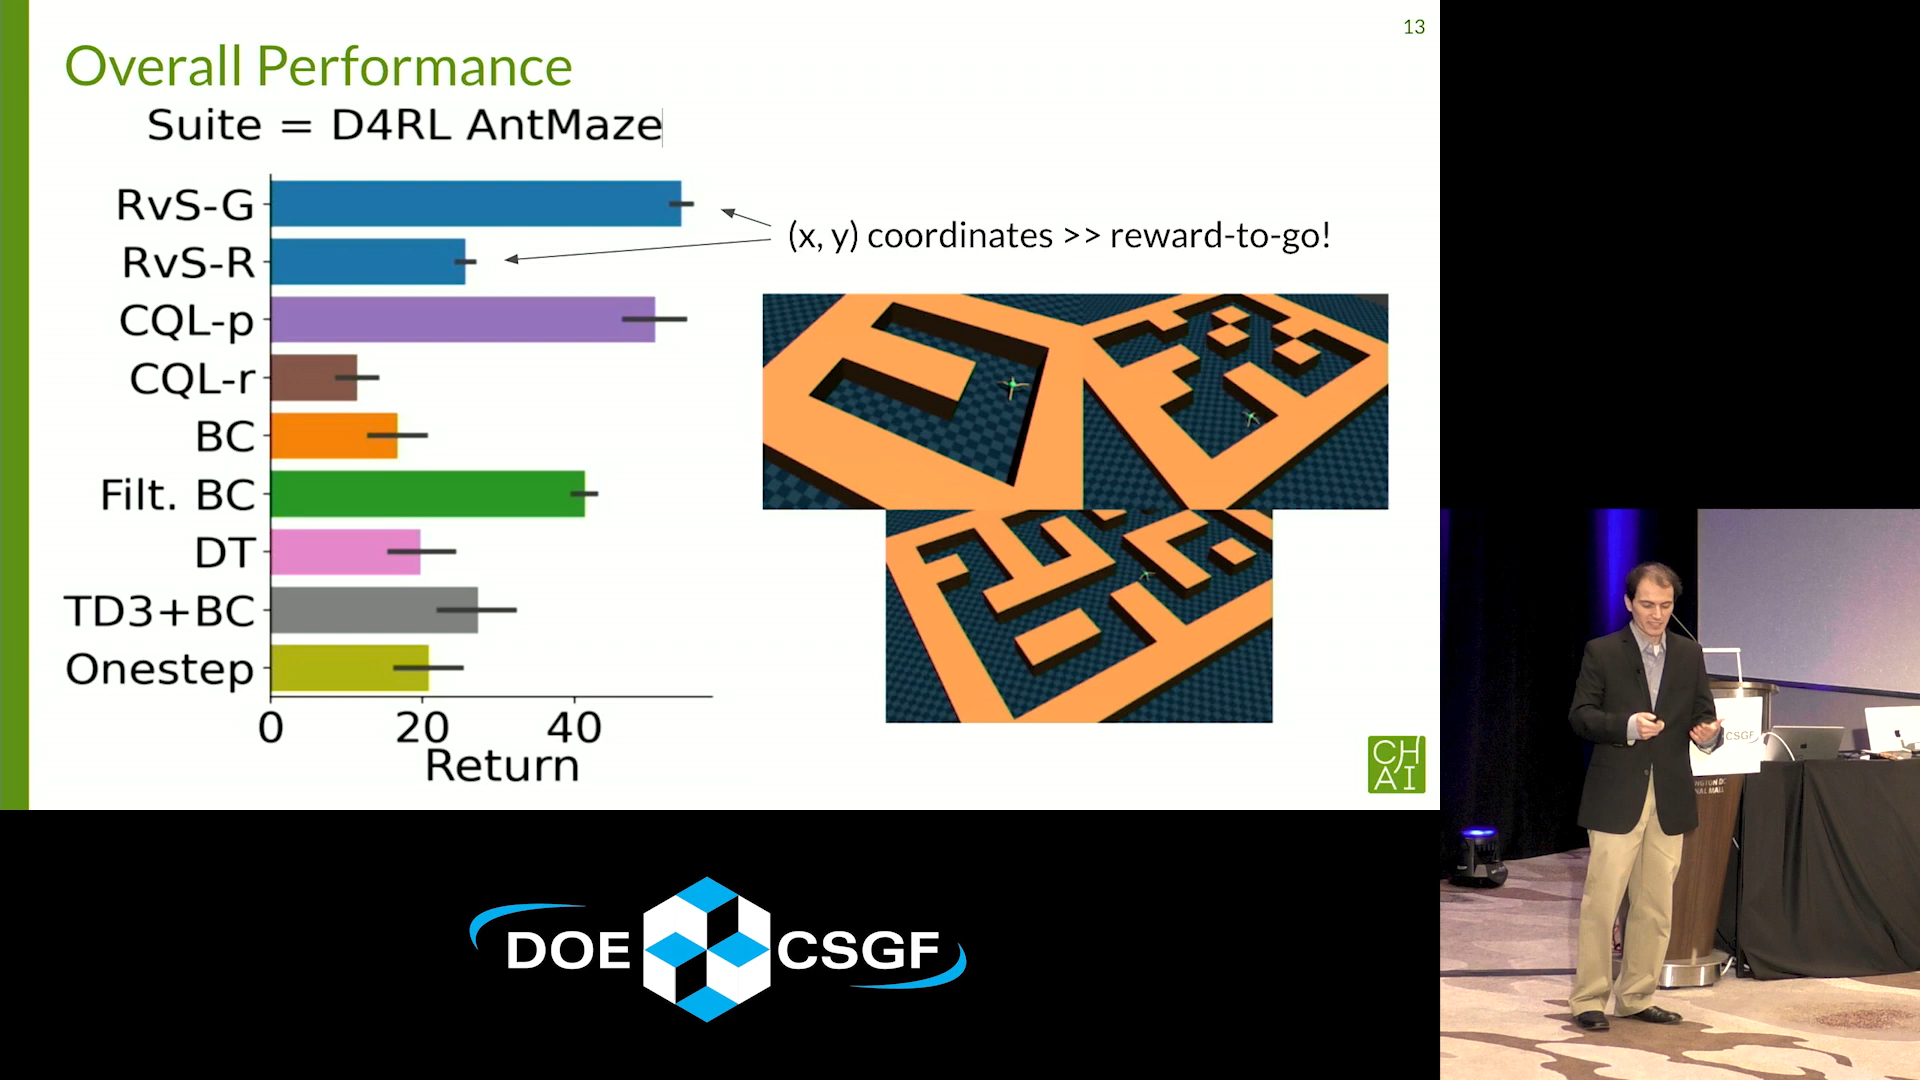 13
Overall Performance
Suite = D4RL AntMaze
RvS-G
RvS-R
CQL-p
CQL-r
BC
Filt. BC
DT
TD3+BC
Onestep
0 20 40
Return
(x, y) coordinates >> reward-to-go!
CH
AI
DOE CSGF
CSGF